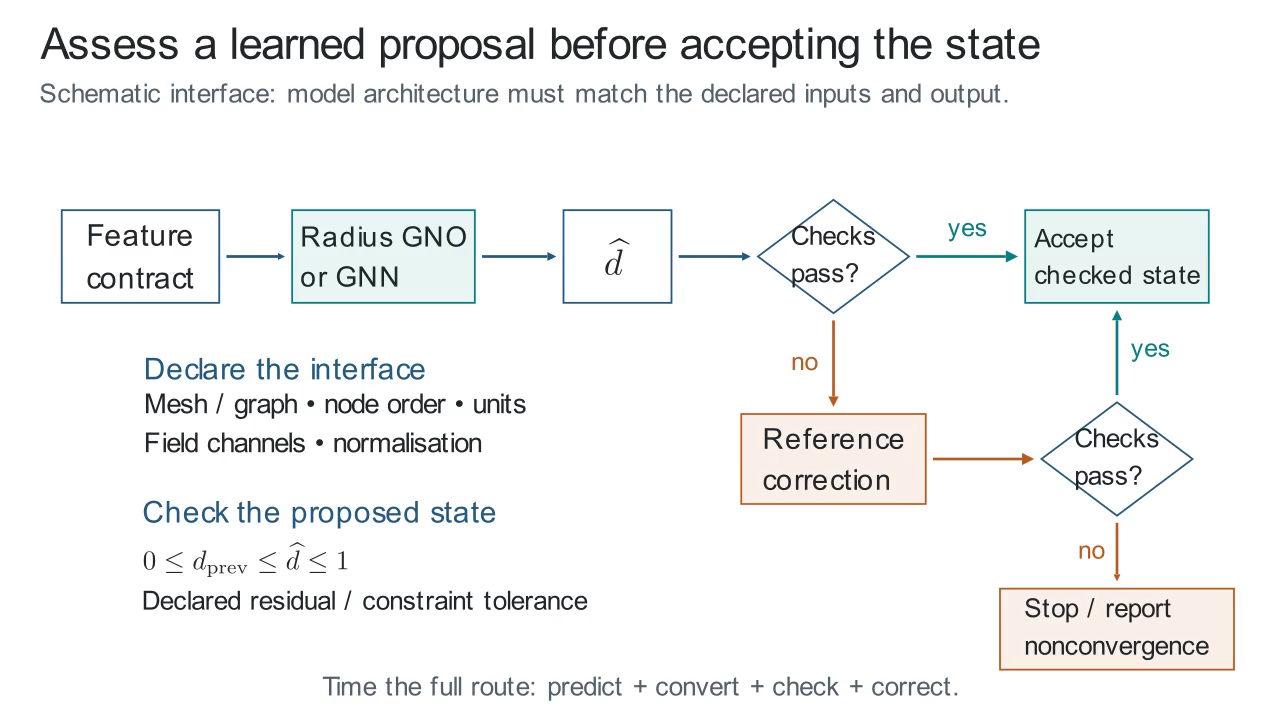 Assess a learned proposal before accepting the state
Schematic interface: model architecture must match the declared inputs and output.
Feature
contract
Radius GNO
or GNN
d̂
Checks
pass?
yes
Accept
checked state
no
yes
Reference
correction
Checks
pass?
no
Stop / report
nonconvergence
Declare the interface
Mesh / graph • node order • units
Field channels • normalisation
Check the proposed state
0 ≤ d_prev ≤ d̂ ≤ 1
Declared residual / constraint tolerance
Time the full route: predict + convert + check + correct.